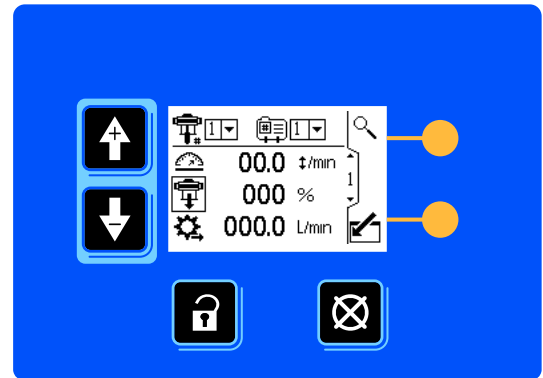 # 1 # 1
00.0 ↕/min
1
000 %
000.0 L/min
+
-